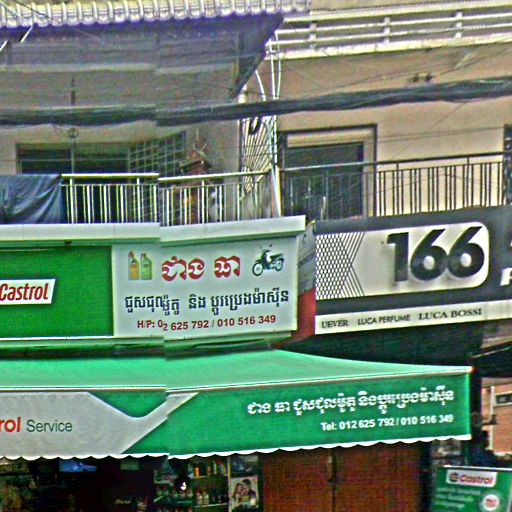 166
Castrol
ជាង ធា
ជួសជុលម៉ូតូ និង ប្តូរប្រេងម៉ាស៊ីន
H/P: 02 625 792 / 010 516 349
UEVER LUCA PERFUME LUCA BOSSI
ជាង ធា ជួសជុលម៉ូតូ និងប្តូរប្រេងម៉ាស៊ីន
Tel: 012 625 792 / 010 516 349
rol Service
Castrol